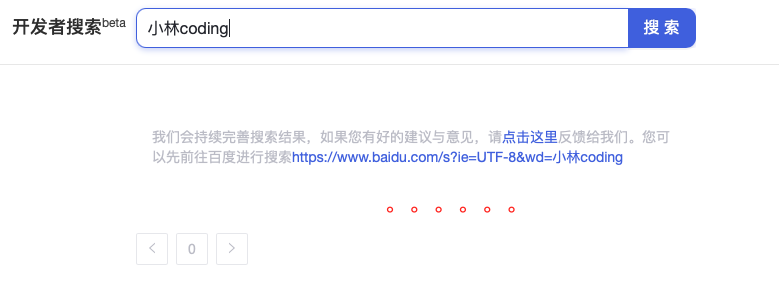 开发者搜索beta
小林coding
搜 索
我们会持续完善搜索结果，如果您有好的建议与意见，请点击这里反馈给我们。您可
以先前往百度进行搜索https://www.baidu.com/s?ie=UTF-8&wd=小林coding
。。。。。。
< 0 >